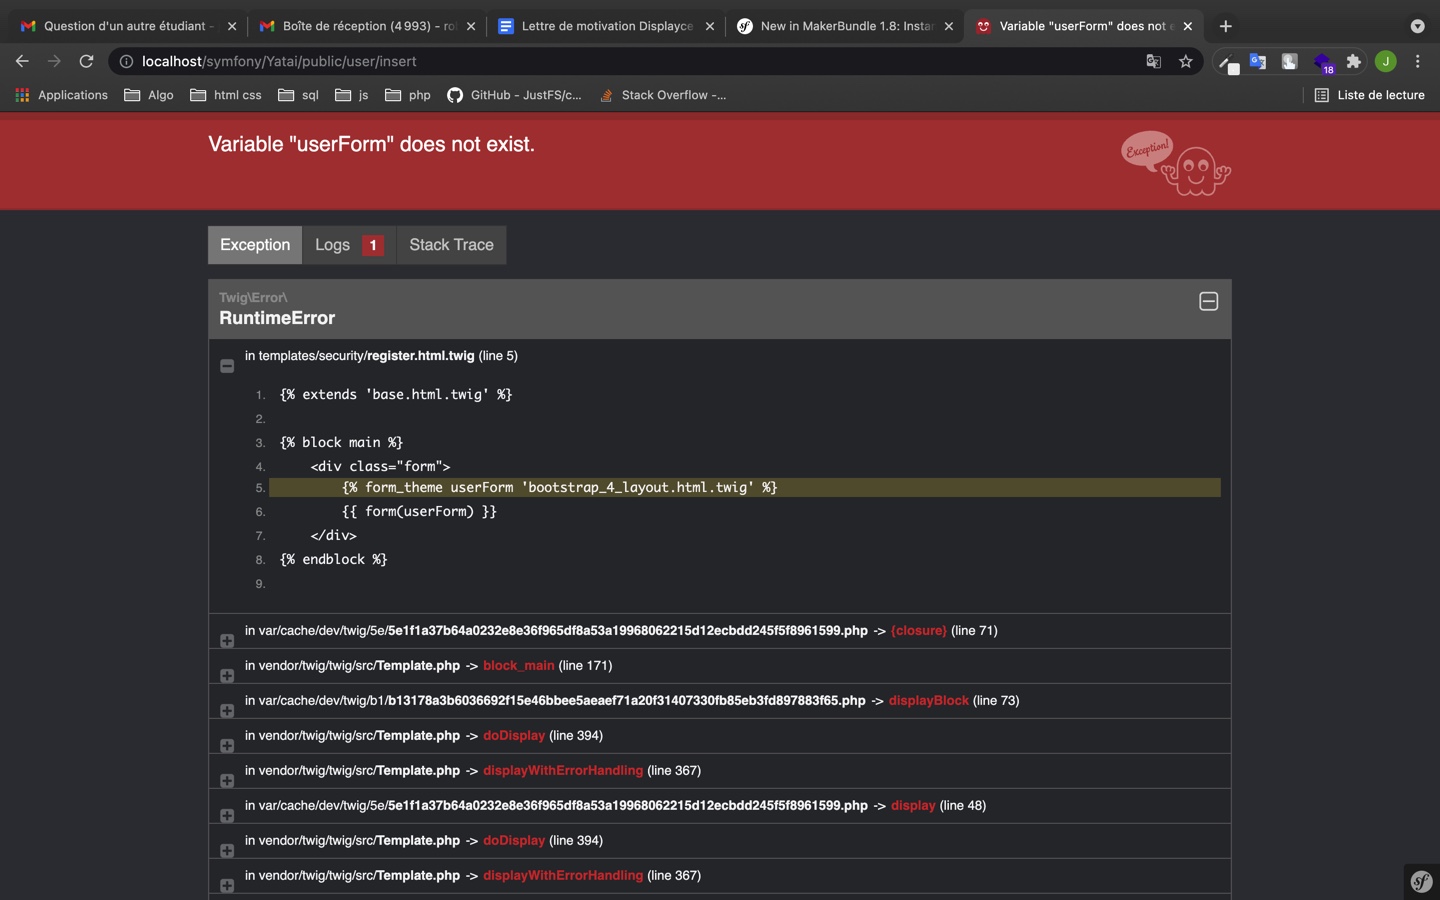 Question d'un autre étudiant -
Boîte de réception (4 993) - ro
Lettre de motivation Displayce
New in MakerBundle 1.8: Instar
Variable "userForm" does not e
localhost/symfony/Yatai/public/user/insert
18
J
Applications
Algo
html css
sql
js
php
GitHub - JustFS/c...
Stack Overflow -...
Liste de lecture
Variable "userForm" does not exist.
Exception!
Exception
Logs 1
Stack Trace
Twig\Error\
RuntimeError
in templates/security/register.html.twig (line 5)
1. {% extends 'base.html.twig' %}
2.
3. {% block main %}
4. <div class="form">
5. {% form_theme userForm 'bootstrap_4_layout.html.twig' %}
6. {{ form(userForm) }}
7. </div>
8. {% endblock %}
9.
in var/cache/dev/twig/5e/5e1f1a37b64a0232e8e36f965df8a53a19968062215d12ecbdd245f5f8961599.php -> {closure} (line 71)
in vendor/twig/twig/src/Template.php -> block_main (line 171)
in var/cache/dev/twig/b1/b13178a3b6036692f15e46bbee5aeaef71a20f31407330fb85eb3fd897883f65.php -> displayBlock (line 73)
in vendor/twig/twig/src/Template.php -> doDisplay (line 394)
in vendor/twig/twig/src/Template.php -> displayWithErrorHandling (line 367)
in var/cache/dev/twig/5e/5e1f1a37b64a0232e8e36f965df8a53a19968062215d12ecbdd245f5f8961599.php -> display (line 48)
in vendor/twig/twig/src/Template.php -> doDisplay (line 394)
in vendor/twig/twig/src/Template.php -> displayWithErrorHandling (line 367)
sf